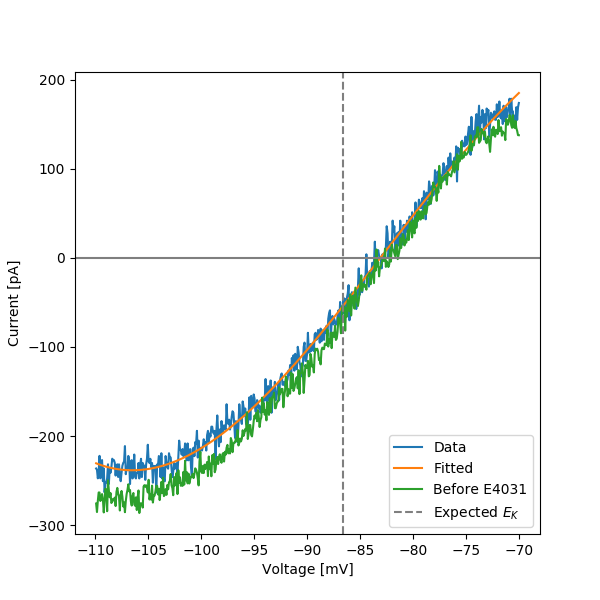 200
100
0
−100
−200
−300
Current [pA]
Data
Fitted
Before E4031
Expected $E_K$
−110 −105 −100 −95 −90 −85 −80 −75 −70
Voltage [mV]